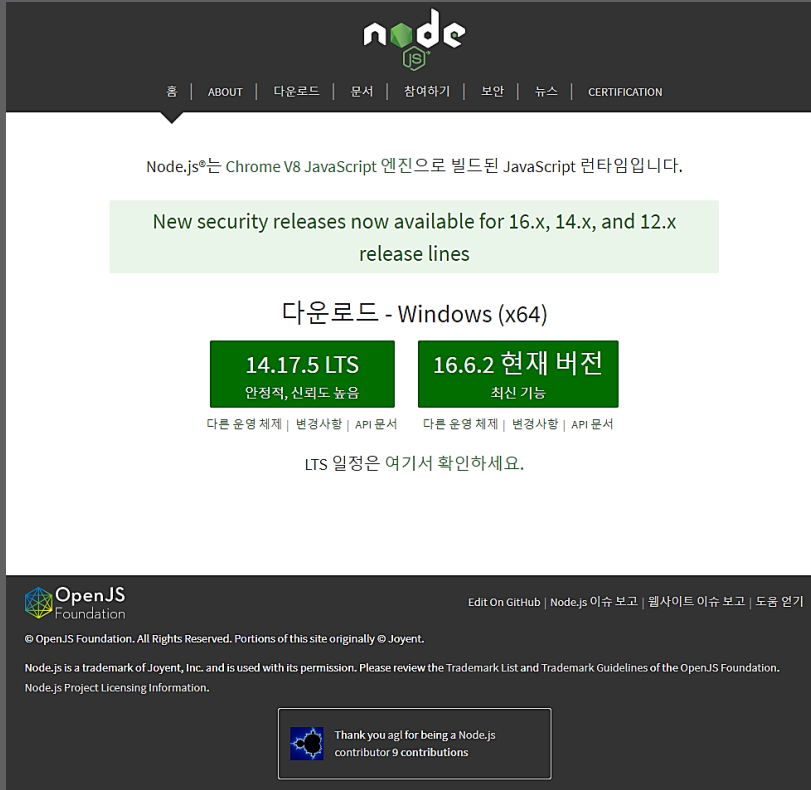 node
JS
홈 | ABOUT | 다운로드 | 문서 | 참여하기 | 보안 | 뉴스 | CERTIFICATION
Node.js®는 Chrome V8 JavaScript 엔진으로 빌드된 JavaScript 런타임입니다.
New security releases now available for 16.x, 14.x, and 12.x
release lines
다운로드 - Windows (x64)
14.17.5 LTS
안정적, 신뢰도 높음
다른 운영 체제 | 변경사항 | API 문서
16.6.2 현재 버전
최신 기능
다른 운영 체제 | 변경사항 | API 문서
LTS 일정은 여기서 확인하세요.
OpenJS
Foundation
Edit On GitHub | Node.js 이슈 보고 | 웹사이트 이슈 보고 | 도움 얻기
© OpenJS Foundation. All Rights Reserved. Portions of this site originally © Joyent.
Node.js is a trademark of Joyent, Inc. and is used with its permission. Please review the Trademark List and Trademark Guidelines of the OpenJS Foundation.
Node.js Project Licensing Information.
Thank you agl for being a Node.js
contributor 9 contributions